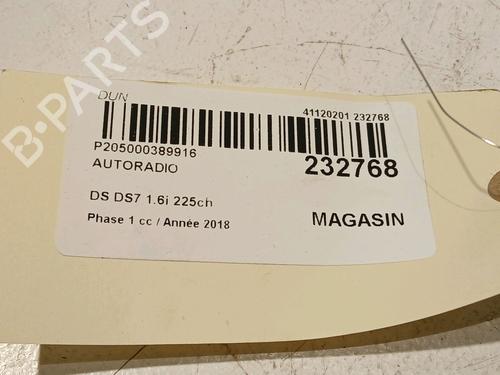 B-PARTS
DUN
41120201 232768
P205000389916
232768
AUTORADIO
DS DS7 1.6i 225ch
Phase 1 cc / Année 2018
MAGASIN